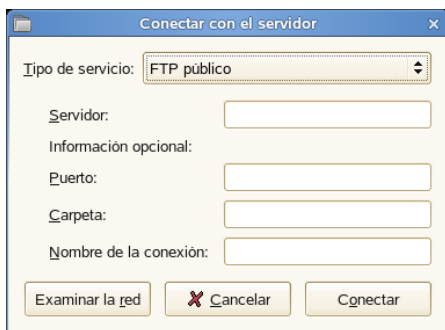 Conectar con el servidor
Tipo de servicio: FTP público
Servidor:
Información opcional:
Puerto:
Carpeta:
Nombre de la conexión:
Examinar la red Cancelar Conectar